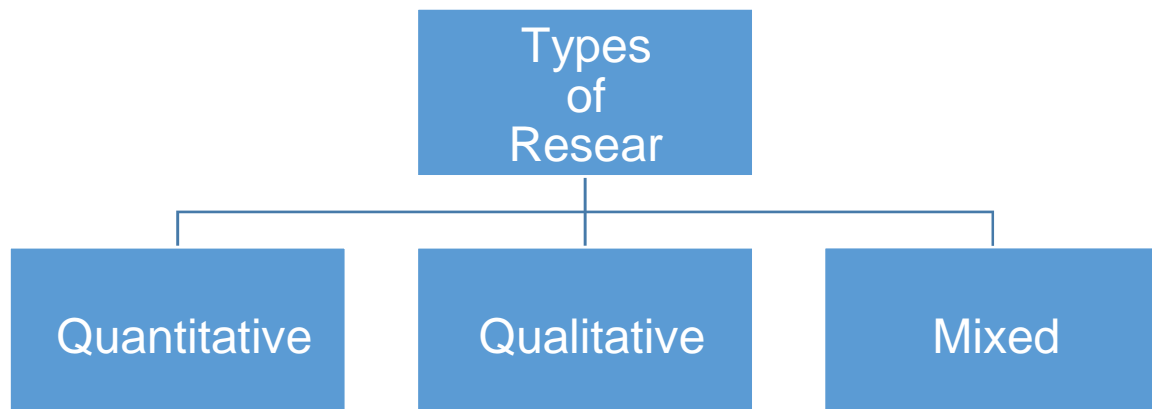 Types
of
Resear
Quantitative
Qualitative
Mixed